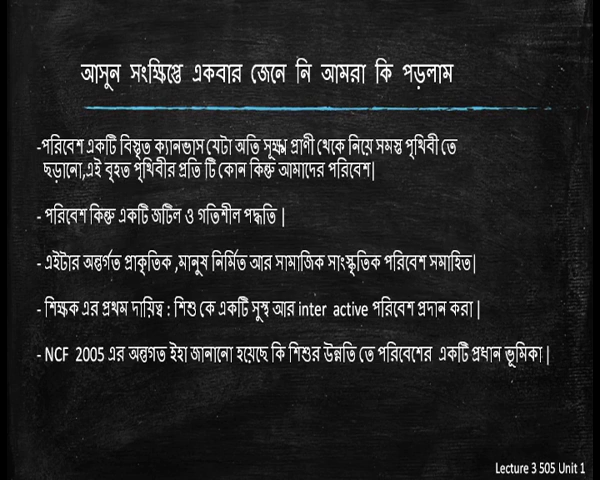 আসুন সংক্ষিপ্তে একবার জেনে নি আমরা কি পড়লাম
-পরিবেশ একটি বিস্তৃত ক্যানভাস যেটা অতি সূক্ষ্ম প্রাণী থেকে নিয়ে সমস্ত পৃথিবী তে
ছড়ানো,এই বৃহত পৃথিবীর প্রতি টি কোন কিন্তু আমাদের পরিবেশ|
- পরিবেশ কিন্তু একটি জটিল ও গতিশীল পদ্ধতি |
- এইটার অন্তর্গত প্রাকৃতিক ,মানুষ নির্মিত আর সামাজিক সাংস্কৃতিক পরিবেশ সমাহিত|
- শিক্ষক এর প্রথম দায়িত্ব : শিশু কে একটি সুস্থ আর inter active পরিবেশ প্রদান করা |
- NCF 2005 এর অন্তগত ইহা জানানো হয়েছে কি শিশুর উন্নতি তে পরিবেশের একটি প্রধান ভূমিকা |
Lecture 3 505 Unit 1